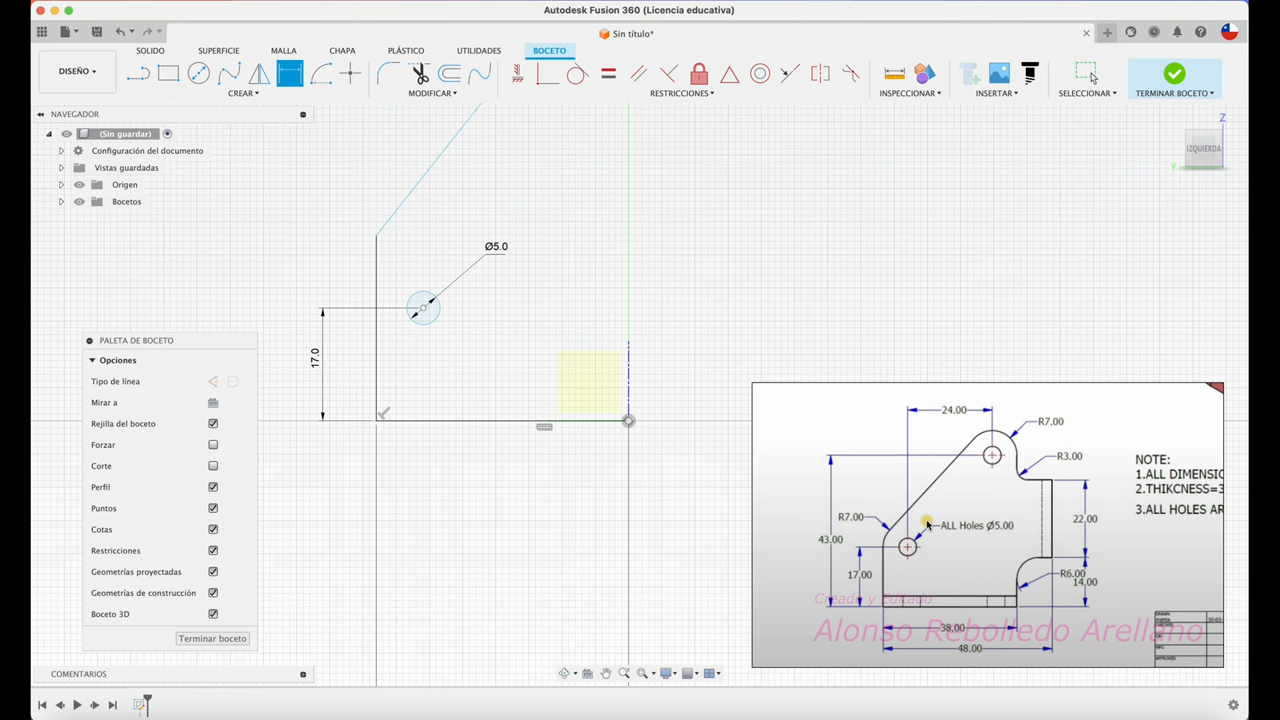 Autodesk Fusion 360 (Licencia educativa)
Sin título*
SÓLIDO
SUPERFICIE
MALLA
CHAPA
PLÁSTICO
UTILIDADES
BOCETO
DISEÑO
CREAR
MODIFICAR
RESTRICCIONES
INSPECCIONAR
INSERTAR
SELECCIONAR
TERMINAR BOCETO
NAVEGADOR
(Sin guardar)
Configuración del documento
Vistas guardadas
Origen
Bocetos
Z
IZQUIERDA
Y
Ø5.0
17.0
PALETA DE BOCETO
Opciones
Tipo de línea
Mirar a
Rejilla del boceto
Forzar
Corte
Perfil
Puntos
Cotas
Restricciones
Geometrías proyectadas
Geometrías de construcción
Boceto 3D
Terminar boceto
24.00
R7.00
R3.00
NOTE:
1.ALL DIMENSIO
2.THIKCNESS=3
3.ALL HOLES AR
R7.00
ALL Holes Ø5.00
22.00
43.00
17.00
R6.00
14.00
Creado y Editado
Alonso Rebolledo Arellano
38.00
48.00
COMENTARIOS